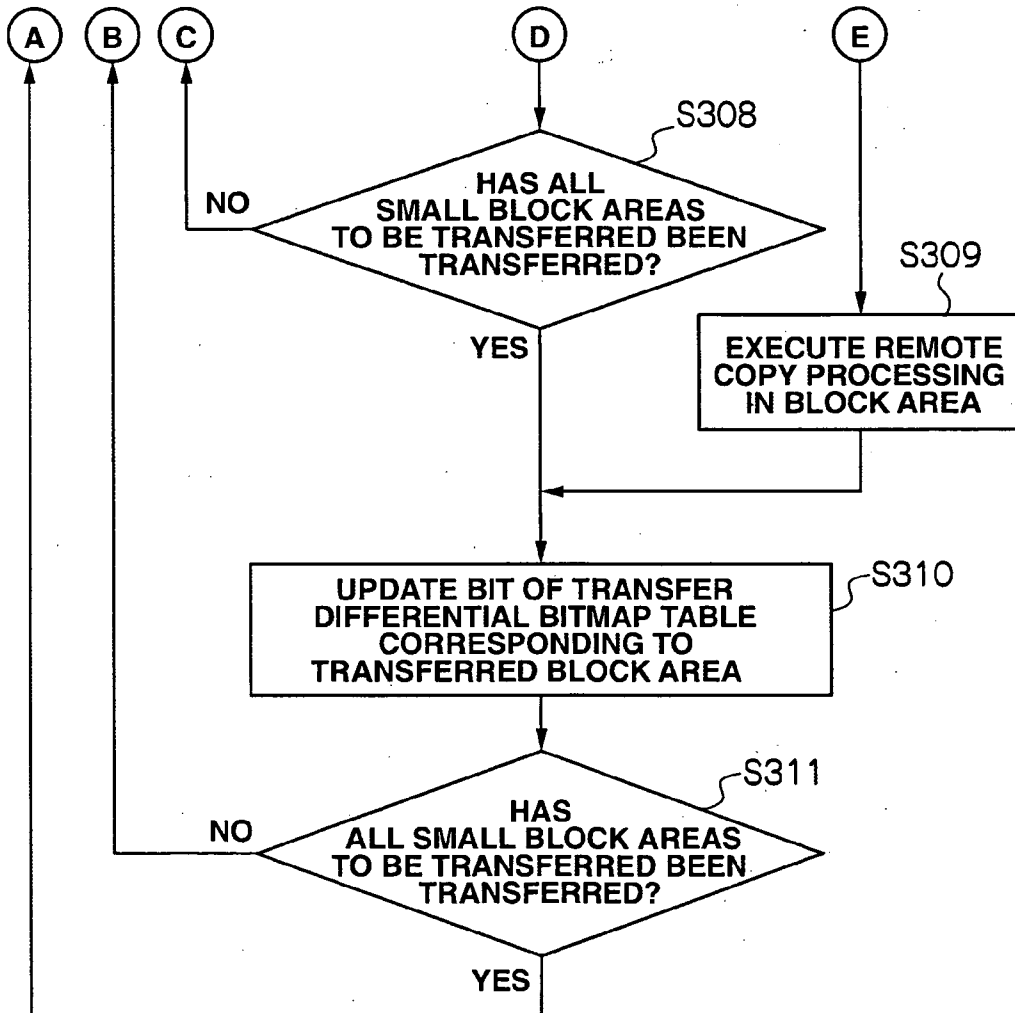 A B C D E
S308
HAS ALL
SMALL BLOCK AREAS
TO BE TRANSFERRED BEEN
TRANSFERRED?
NO
YES
S309
EXECUTE REMOTE
COPY PROCESSING
IN BLOCK AREA
S310
UPDATE BIT OF TRANSFER
DIFFERENTIAL BITMAP TABLE
CORRESPONDING TO
TRANSFERRED BLOCK AREA
S311
HAS
ALL SMALL BLOCK AREAS
TO BE TRANSFERRED BEEN
TRANSFERRED?
NO
YES